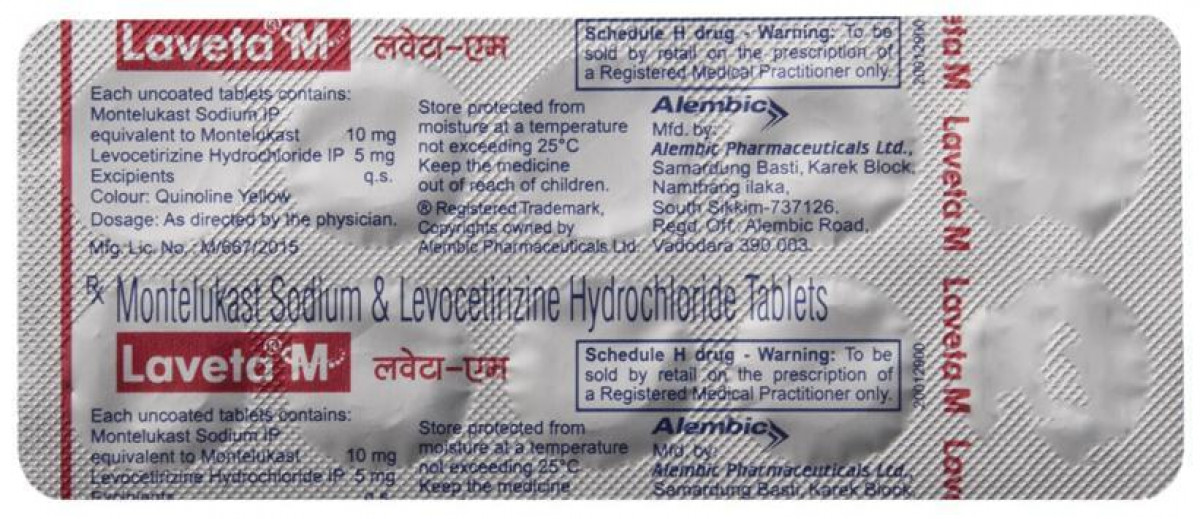 Laveta® M
लवेटा-एम
Schedule H drug - Warning: To be
sold by retail on the prescription of
a Registered Medical Practitioner only.
Each uncoated tablets contains:
Montelukast Sodium IP
equivalent to Montelukast 10 mg
Levocetirizine Hydrochloride IP 5 mg
Excipients q.s.
Colour: Quinoline Yellow
Dosage: As directed by the physician.
Mfg. Lic. No.: M/667/2015
Store protected from
moisture at a temperature
not exceeding 25°C
Keep the medicine
out of reach of children.
® Registered Trademark,
Copyrights owned by
Alembic Pharmaceuticals Ltd.
Alembic
Mfd. by:
Alembic Pharmaceuticals Ltd.,
Samardung Basti, Karek Block,
Namthang ilaka,
South Sikkim-737126.
Regd. Off.: Alembic Road,
Vadodara 390 003.
Rx Montelukast Sodium & Levocetirizine Hydrochloride Tablets
Laveta® M
लवेटा-एम
Schedule H drug - Warning: To be
sold by retail on the prescription of
a Registered Medical Practitioner only.
Each uncoated tablets contains:
Montelukast Sodium IP
equivalent to Montelukast 10 mg
Levocetirizine Hydrochloride IP 5 mg
Excipients q.s.
Store protected from
moisture at a temperature
not exceeding 25°C
Keep the medicine
Alembic
Mfd. by:
Alembic Pharmaceuticals Ltd.,
Samardung Basti, Karek Block,
eta M Laveta M Laveta M Lav